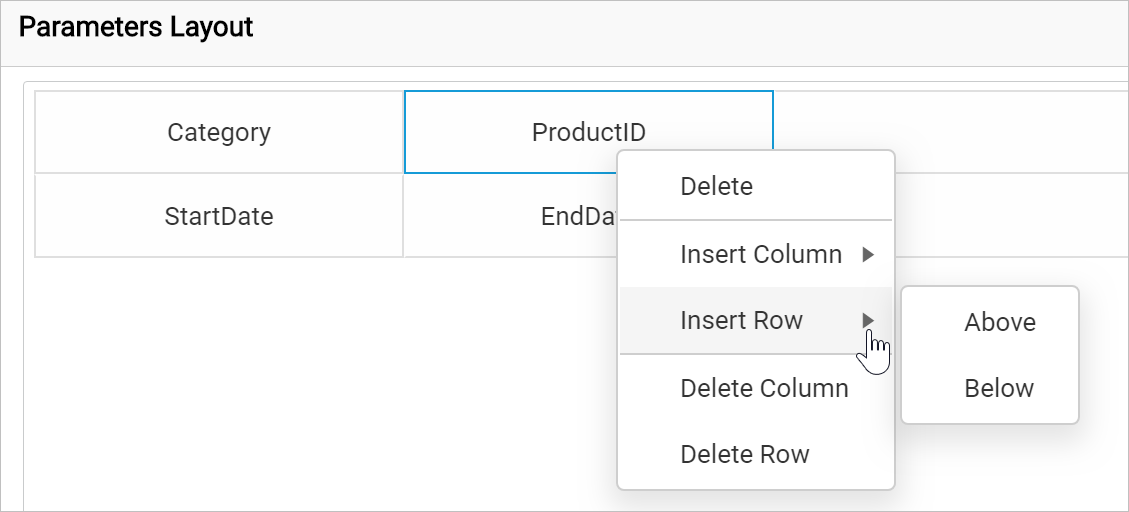 Parameters Layout
Category
ProductID
StartDate
EndDa
Delete
Insert Column
Insert Row
Above
Below
Delete Column
Delete Row